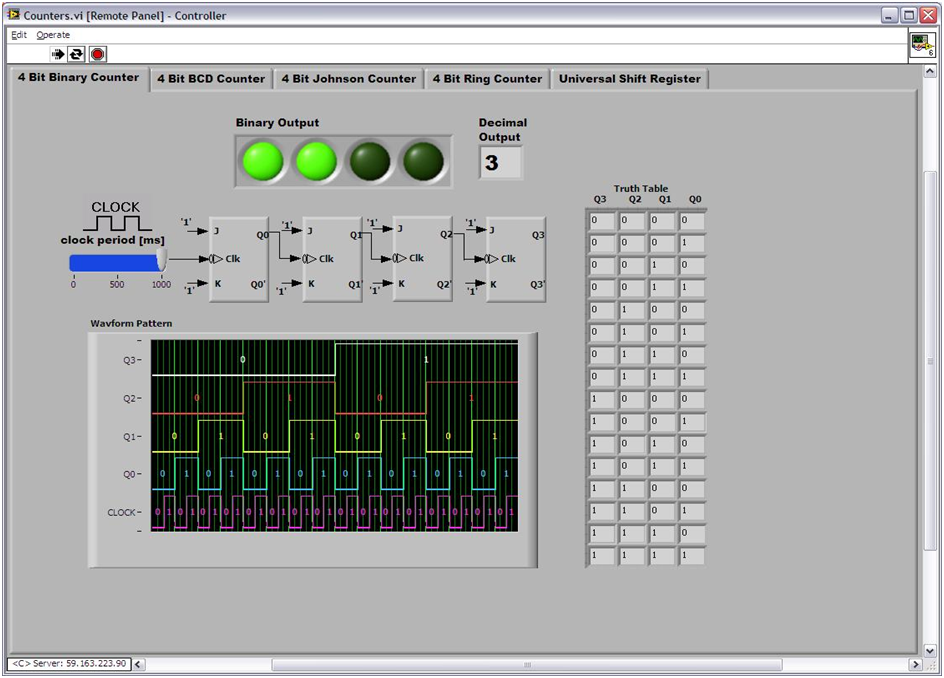 Counters.vi [Remote Panel] - Controller
Edit Operate
6
4 Bit Binary Counter 4 Bit BCD Counter 4 Bit Johnson Counter 4 Bit Ring Counter Universal Shift Register
Binary Output
Decimal
Output
3
CLOCK
clock period [ms]
0 500 1000
'1' J Q0 '1' J Q1 '1' J Q2 '1' J Q3
Clk Clk Clk Clk
'1' K Q0' '1' K Q1' '1' K Q2' '1' K Q3'
Wavform Pattern
Q3 0 1
Q2 0 1 0 1
Q1 0 1 0 1 0 1 0 1
Q0 0 1 0 1 0 1 0 1 0 1 0 1 0 1 0 1
CLOCK 0 1 0 1 0 1 0 1 0 1 0 1 0 1 0 1 0 1 0 1 0 1 0 1 0 1 0 1 0 1 0 1
Truth Table
Q3 Q2 Q1 Q0
0 0 0 0
0 0 0 1
0 0 1 0
0 0 1 1
0 1 0 0
0 1 0 1
0 1 1 0
0 1 1 1
1 0 0 0
1 0 0 1
1 0 1 0
1 0 1 1
1 1 0 0
1 1 0 1
1 1 1 0
1 1 1 1
<C> Server: 59.163.223.90